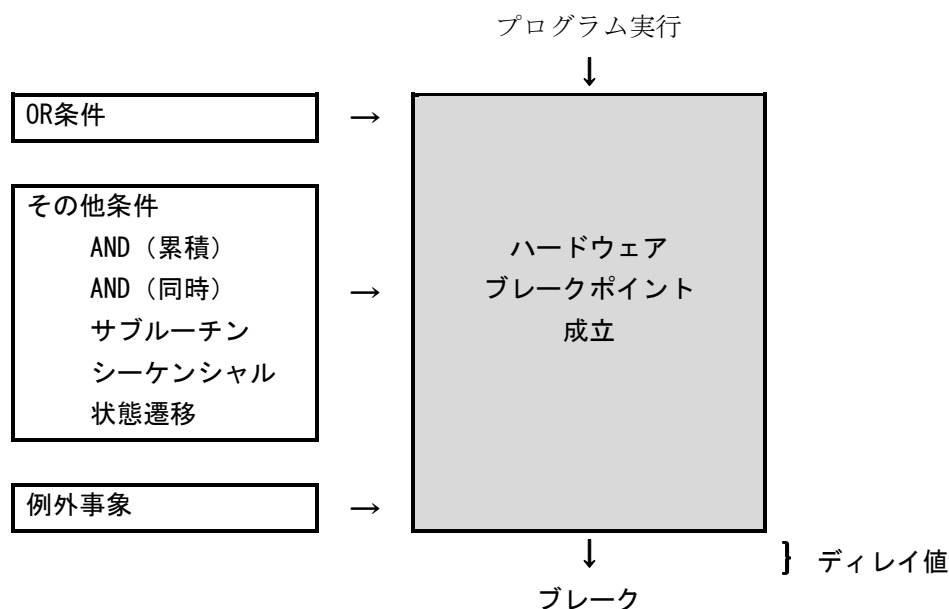 プログラム実行
↓
OR条件
→
その他条件
AND（累積）
AND（同時）
サブルーチン
シーケンシャル
状態遷移
→
ハードウェア
ブレークポイント
成立
例外事象
→
↓
} ディレイ値
ブレーク